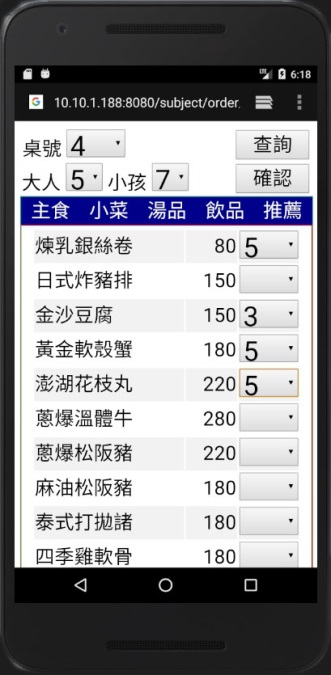 LTE 6:18
10.10.1.188:8080/subject/order.
桌號 4 查詢
大人 5 小孩 7 確認
主食 小菜 湯品 飲品 推薦
煉乳銀絲卷 80 5
日式炸豬排 150
金沙豆腐 150 3
黃金軟殼蟹 180 5
澎湖花枝丸 220 5
蔥爆溫體牛 280
蔥爆松阪豬 220
麻油松阪豬 180
泰式打拋諸 180
四季雞軟骨 180